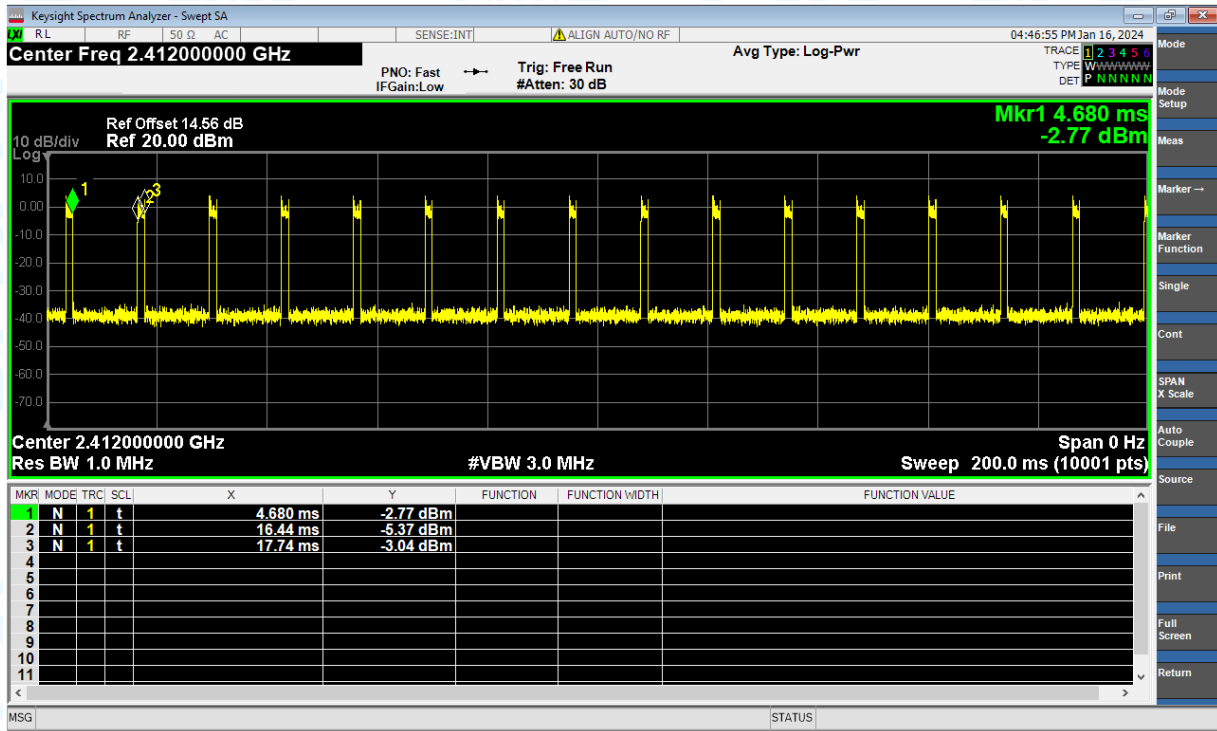 Keysight Spectrum Analyzer - Swept SA
LXI RL RF 50 Ω AC SENSE:INT ALIGN AUTO/NO RF 04:46:55 PM Jan 16, 2024
Center Freq 2.412000000 GHz
PNO: Fast
IFGain:Low
Trig: Free Run
#Atten: 30 dB
Avg Type: Log-Pwr
TRACE 1 2 3 4 5 6
TYPE WWWWWW
DET P N N N N N
Mkr1 4.680 ms
-2.77 dBm
Ref Offset 14.56 dB
10 dB/div Ref 20.00 dBm
Log
10.0
0.00
-10.0
-20.0
-30.0
-40.0
-50.0
-60.0
-70.0
1
2
3
Center 2.412000000 GHz Span 0 Hz
Res BW 1.0 MHz #VBW 3.0 MHz Sweep 200.0 ms (10001 pts)
MKR MODE TRC SCL X Y FUNCTION FUNCTION WIDTH FUNCTION VALUE
1 N 1 t 4.680 ms -2.77 dBm
2 N 1 t 16.44 ms -5.37 dBm
3 N 1 t 17.74 ms -3.04 dBm
4
5
6
7
8
9
10
11
MSG STATUS
Mode
Mode
Setup
Meas
Marker→
Marker
Function
Single
Cont
SPAN
X Scale
Auto
Couple
Source
File
Print
Full
Screen
Return